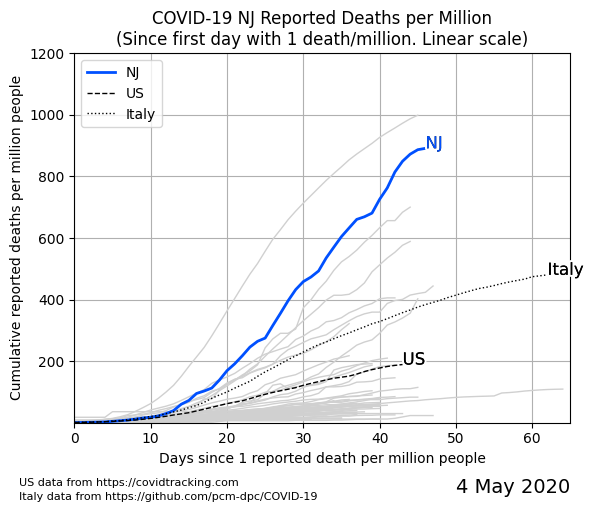 COVID-19 NJ Reported Deaths per Million
(Since first day with 1 death/million. Linear scale)
Cumulative reported deaths per million people
1200
1000
800
600
400
200
NJ
US
Italy
NJ
Italy
US
0
10
20
30
40
50
60
Days since 1 reported death per million people
US data from https://covidtracking.com
Italy data from https://github.com/pcm-dpc/COVID-19
4 May 2020